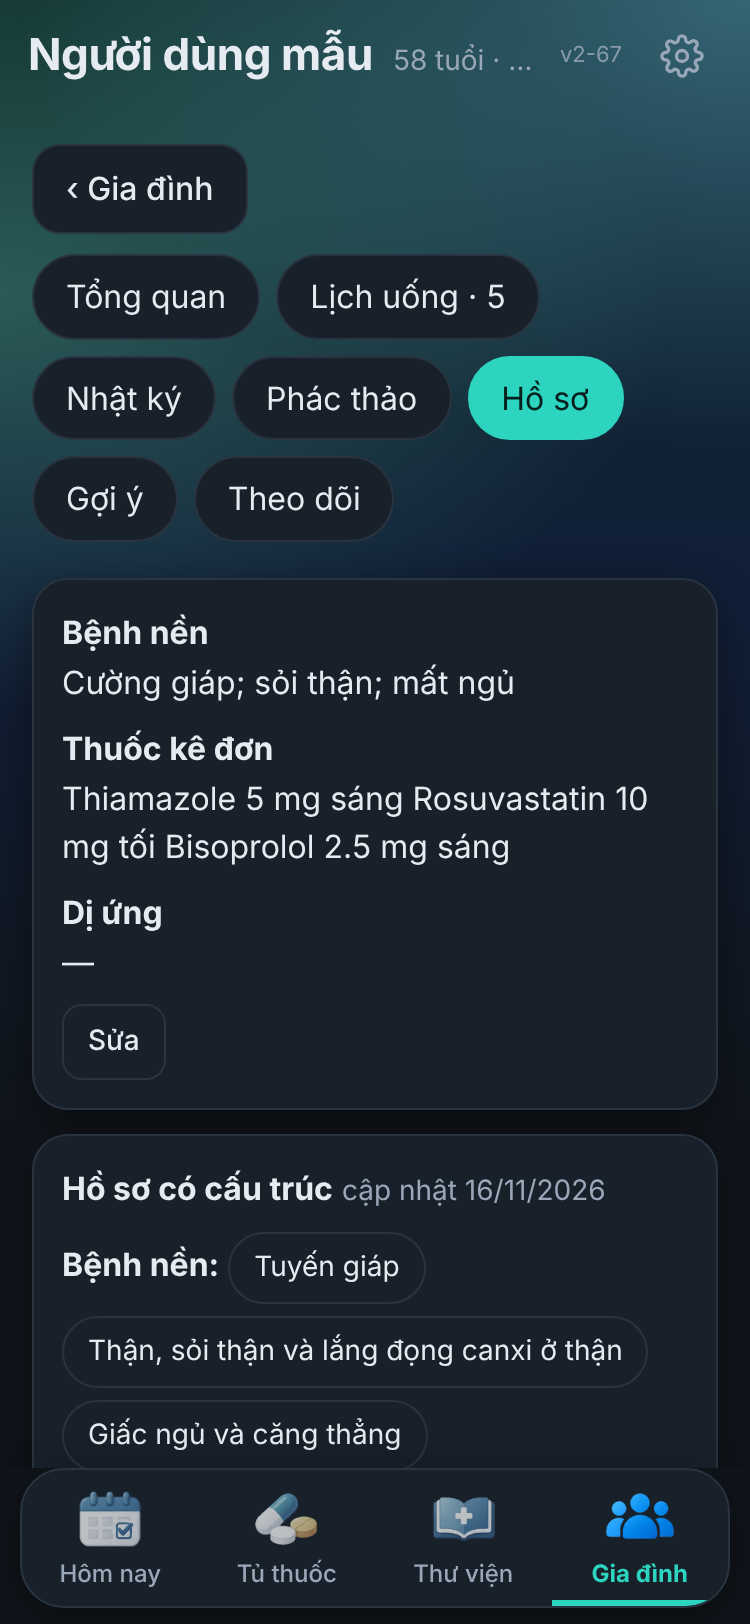 Người dùng mẫu 58 tuổi · ... v2-67
‹ Gia đình
Tổng quan
Lịch uống · 5
Nhật ký
Phác thảo
Hồ sơ
Gợi ý
Theo dõi
Bệnh nền
Cường giáp; sỏi thận; mất ngủ
Thuốc kê đơn
Thiamazole 5 mg sáng Rosuvastatin 10
mg tối Bisoprolol 2.5 mg sáng
Dị ứng
—
Sửa
Hồ sơ có cấu trúc cập nhật 16/11/2026
Bệnh nền: Tuyến giáp
Thận, sỏi thận và lắng đọng canxi ở thận
Giấc ngủ và căng thẳng
Hôm nay
Tủ thuốc
Thư viện
Gia đình